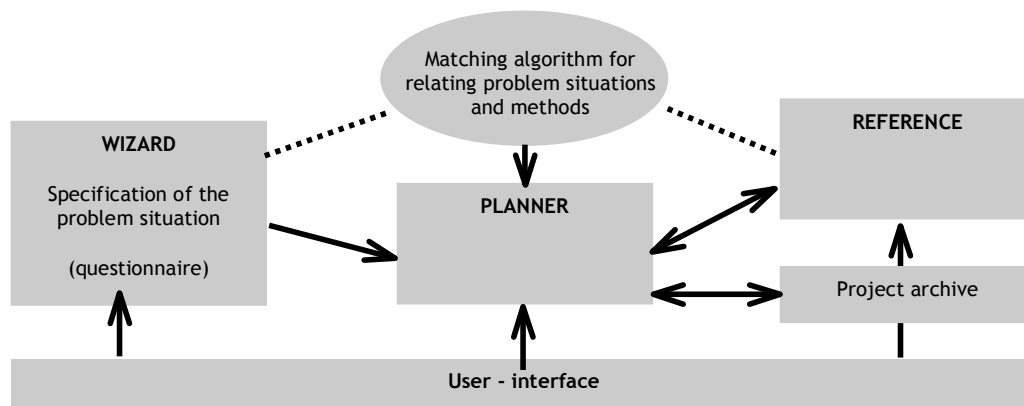 Matching algorithm for
relating problem situations
and methods
WIZARD
Specification of the
problem situation
(questionnaire)
PLANNER
REFERENCE
Project archive
User - interface